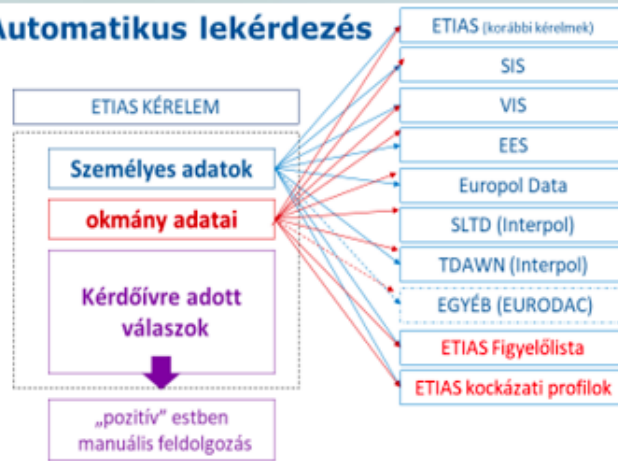 Automatikus lekérdezés
ETIAS KÉRELEM
Személyes adatok
okmány adatai
Kérdőívre adott
válaszok
„pozitív” estben
manuális feldolgozás
ETIAS (korábbi kérelmek)
SIS
VIS
EES
Europol Data
SLTD (Interpol)
TDAWN (Interpol)
EGYÉB (EURODAC)
ETIAS Figyelőlista
ETIAS kockázati profilok